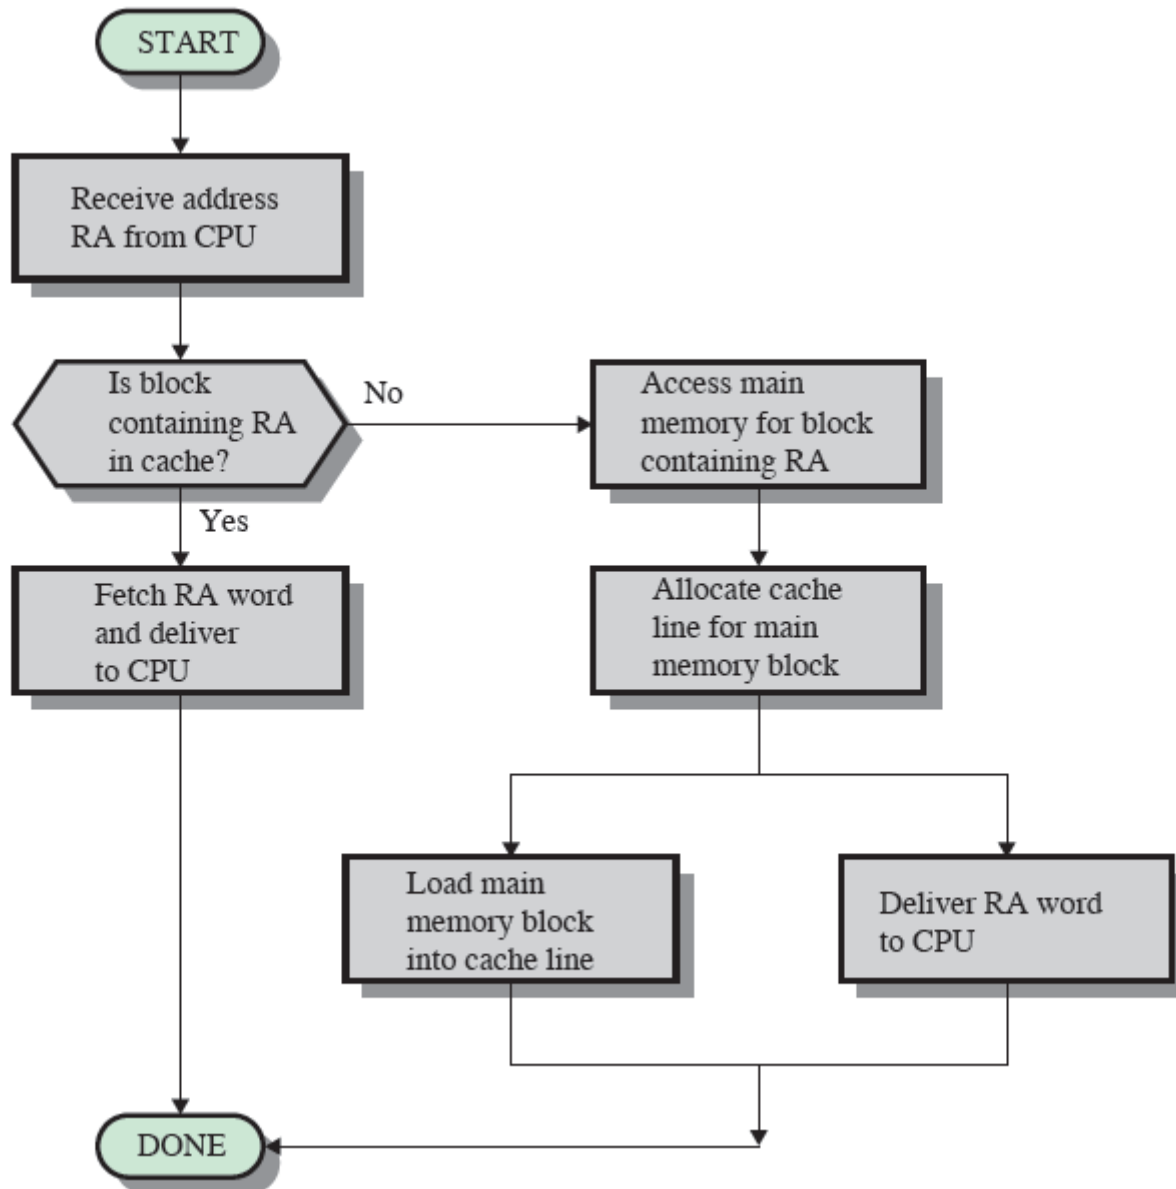 START
Receive address
RA from CPU
Is block
containing RA
in cache?
No
Access main
memory for block
containing RA
Yes
Fetch RA word
and deliver
to CPU
Allocate cache
line for main
memory block
Load main
memory block
into cache line
Deliver RA word
to CPU
DONE